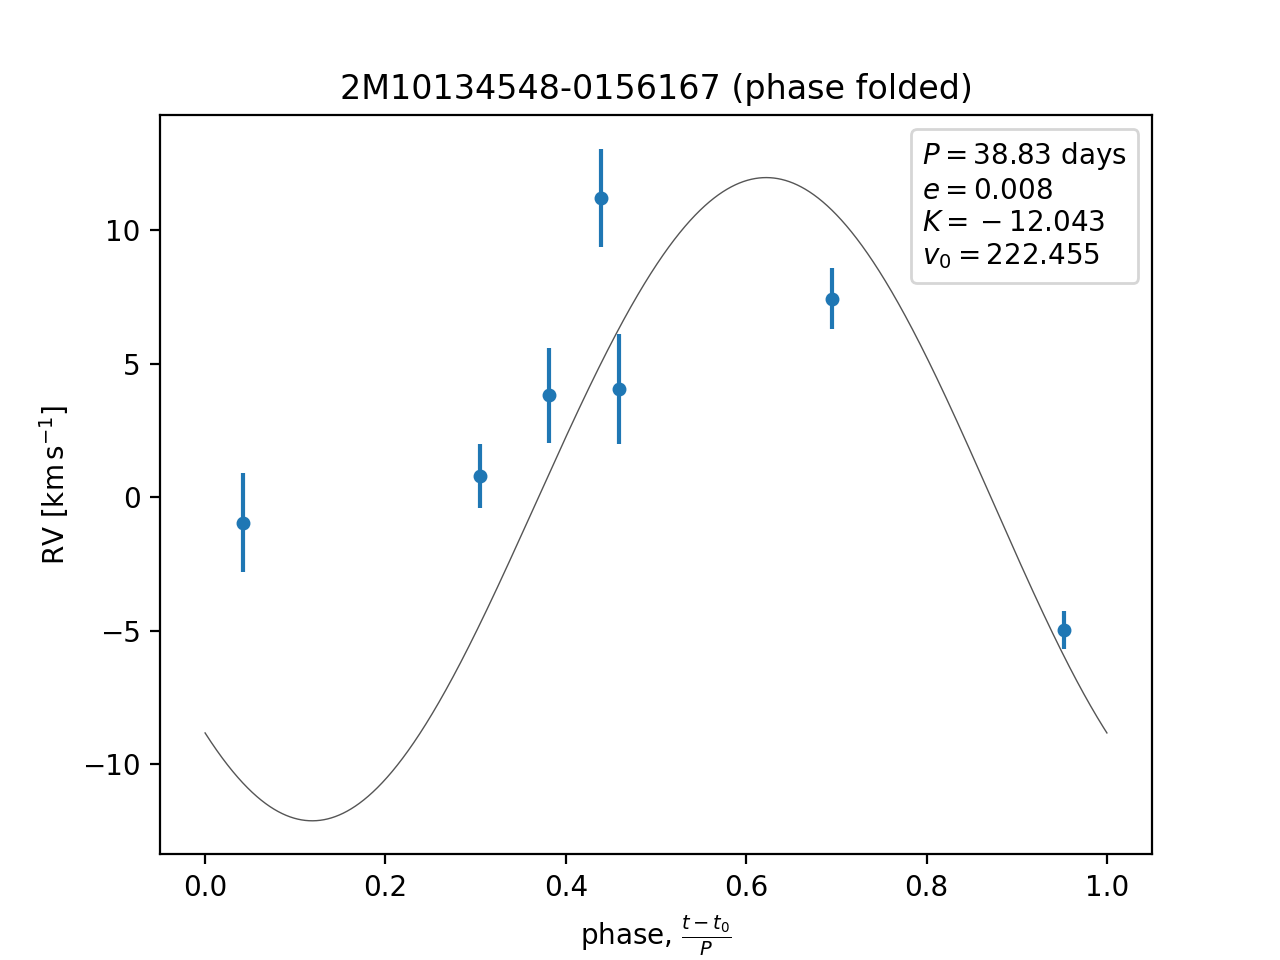 2M10134548-0156167 (phase folded)
P = 38.83 days
e = 0.008
K = − 12.043
v₀ = 222.455
10
5
0
−5
−10
RV [km s⁻¹]
0.0 0.2 0.4 0.6 0.8 1.0
phase, (t − t₀)/P